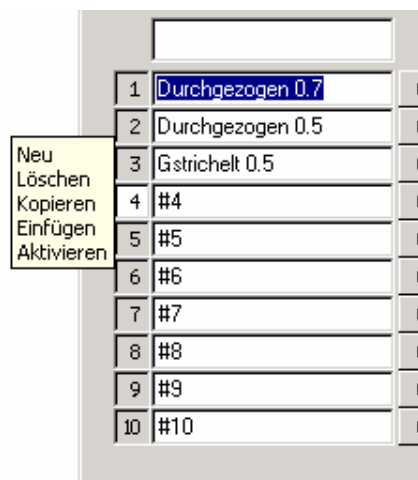 1 Durchgezogen 0.7
2 Durchgezogen 0.5
3 Gstrichelt 0.5
4 #4
5 #5
6 #6
7 #7
8 #8
9 #9
10 #10
Neu
Löschen
Kopieren
Einfügen
Aktivieren